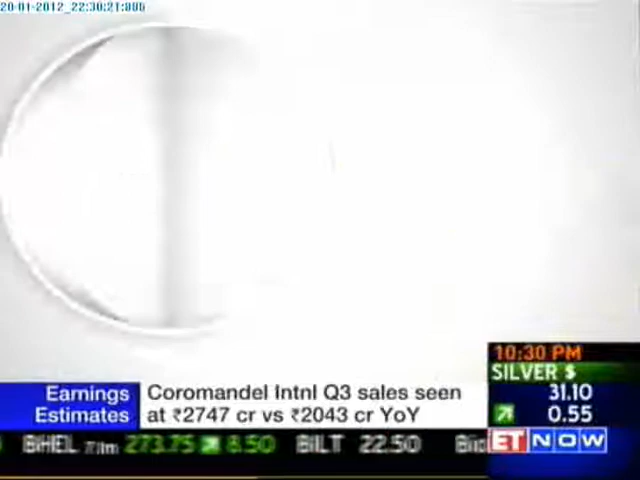 20-01-2012_22:30:21:885
10:30 PM
SILVER $
31.10
0.55
Earnings
Estimates
Coromandel Intnl Q3 sales seen
at ₹2747 cr vs ₹2043 cr YoY
BHEL 273.75 8.50 BILT 22.50
ET NOW